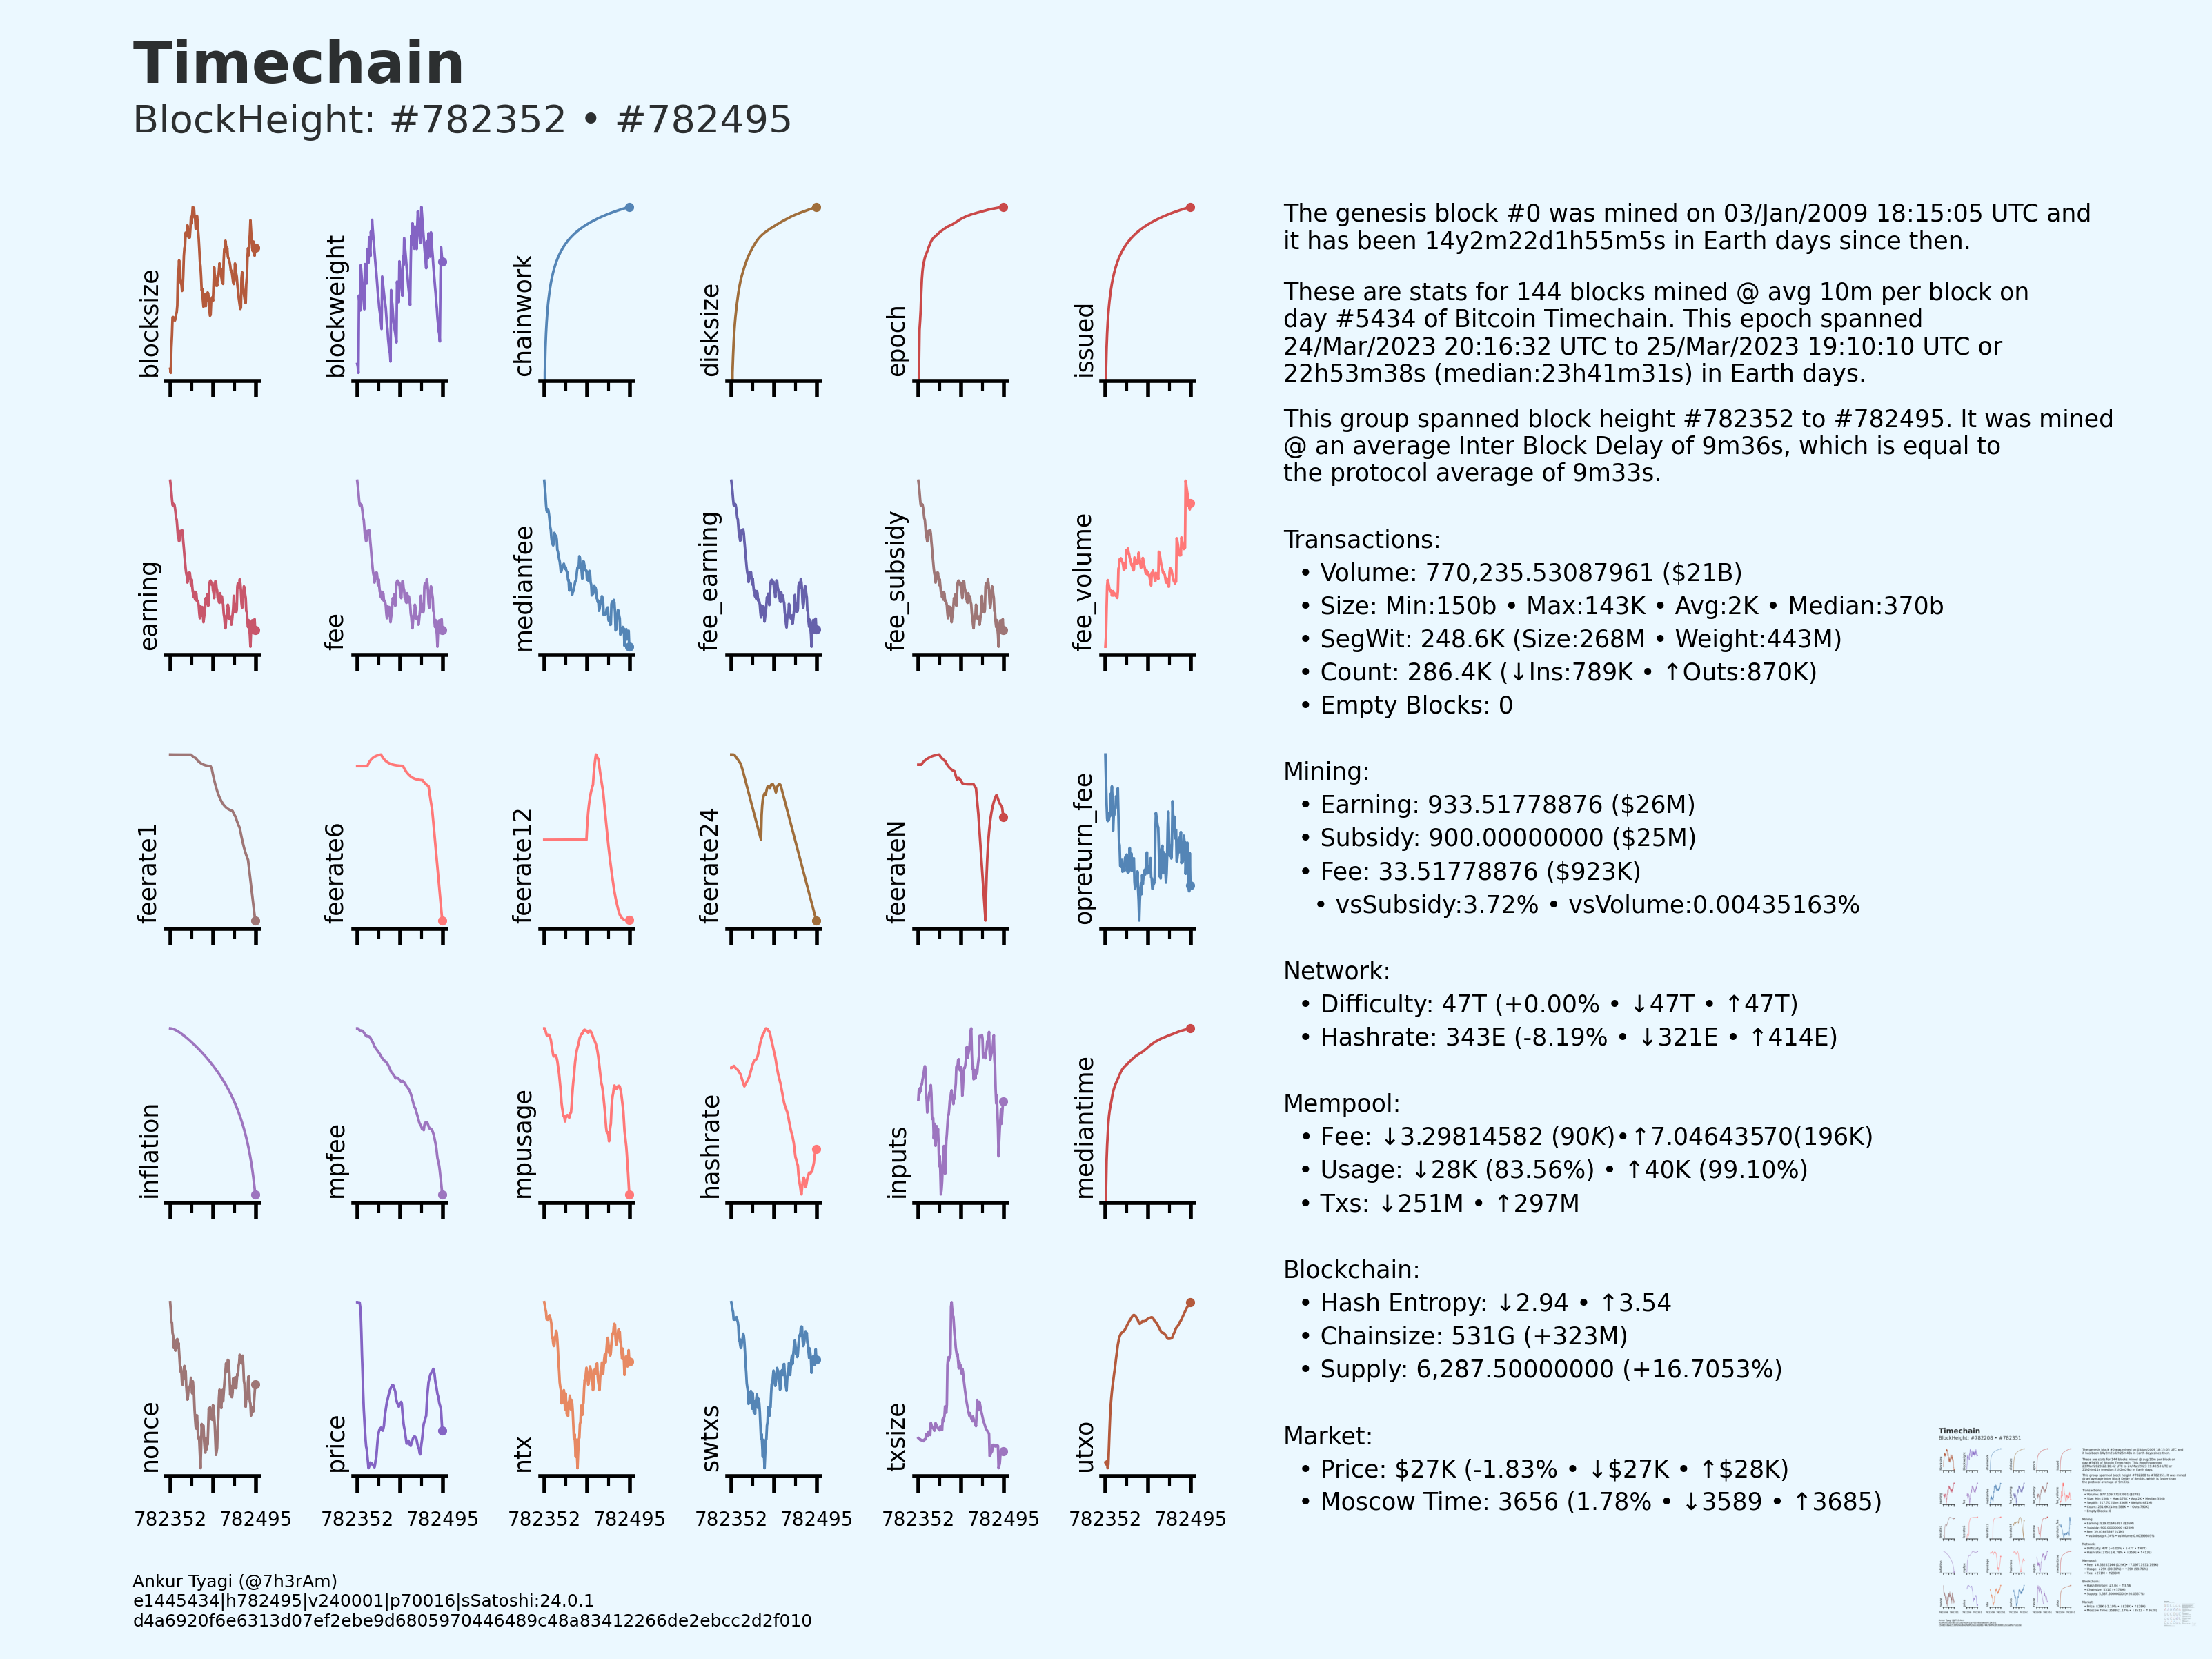 Timechain
BlockHeight: #782352 • #782495
blocksize
blockweight
chainwork
disksize
epoch
issued
earning
fee
medianfee
fee_earning
fee_subsidy
fee_volume
feerate1
feerate6
feerate12
feerate24
feerateN
opreturn_fee
inflation
mpfee
mpusage
hashrate
inputs
mediantime
nonce
price
ntx
swtxs
txsize
utxo
782352 782495 782352 782495 782352 782495 782352 782495 782352 782495 782352 782495
The genesis block #0 was mined on 03/Jan/2009 18:15:05 UTC and
it has been 14y2m22d1h55m5s in Earth days since then.
These are stats for 144 blocks mined @ avg 10m per block on
day #5434 of Bitcoin Timechain. This epoch spanned
24/Mar/2023 20:16:32 UTC to 25/Mar/2023 19:10:10 UTC or
22h53m38s (median:23h41m31s) in Earth days.
This group spanned block height #782352 to #782495. It was mined
@ an average Inter Block Delay of 9m36s, which is equal to
the protocol average of 9m33s.
Transactions:
• Volume: 770,235.53087961 ($21B)
• Size: Min:150b • Max:143K • Avg:2K • Median:370b
• SegWit: 248.6K (Size:268M • Weight:443M)
• Count: 286.4K (↓Ins:789K • ↑Outs:870K)
• Empty Blocks: 0
Mining:
• Earning: 933.51778876 ($26M)
• Subsidy: 900.00000000 ($25M)
• Fee: 33.51778876 ($923K)
• vsSubsidy:3.72% • vsVolume:0.00435163%
Network:
• Difficulty: 47T (+0.00% • ↓47T • ↑47T)
• Hashrate: 343E (-8.19% • ↓321E • ↑414E)
Mempool:
• Fee: ↓3.29814582 (90K)•↑7.04643570(196K)
• Usage: ↓28K (83.56%) • ↑40K (99.10%)
• Txs: ↓251M • ↑297M
Blockchain:
• Hash Entropy: ↓2.94 • ↑3.54
• Chainsize: 531G (+323M)
• Supply: 6,287.50000000 (+16.7053%)
Market:
• Price: $27K (-1.83% • ↓$27K • ↑$28K)
• Moscow Time: 3656 (1.78% • ↓3589 • ↑3685)
Ankur Tyagi (@7h3rAm)
e1445434|h782495|v240001|p70016|sSatoshi:24.0.1
d4a6920f6e6313d07ef2ebe9d6805970446489c48a83412266de2ebcc2d2f010
Timechain
BlockHeight: #782208 • #782351